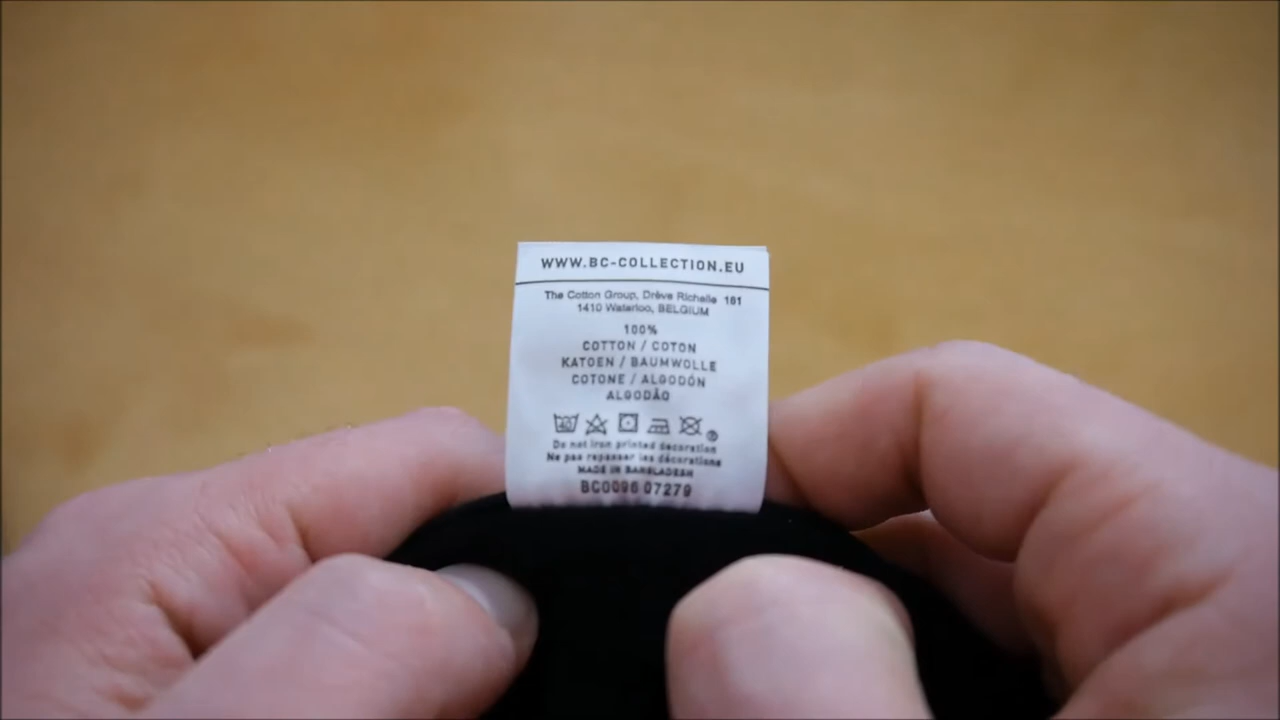 WWW.BC-COLLECTION.EU
The Cotton Group, Drève Richelle 161
1410 Waterloo, BELGIUM
100%
COTTON / COTON
KATOEN / BAUMWOLLE
COTONE / ALGODÓN
ALGODÃO
40
Do not iron printed decoration
Ne pas repasser les décorations
MADE IN BANGLADESH
BC0096 07279